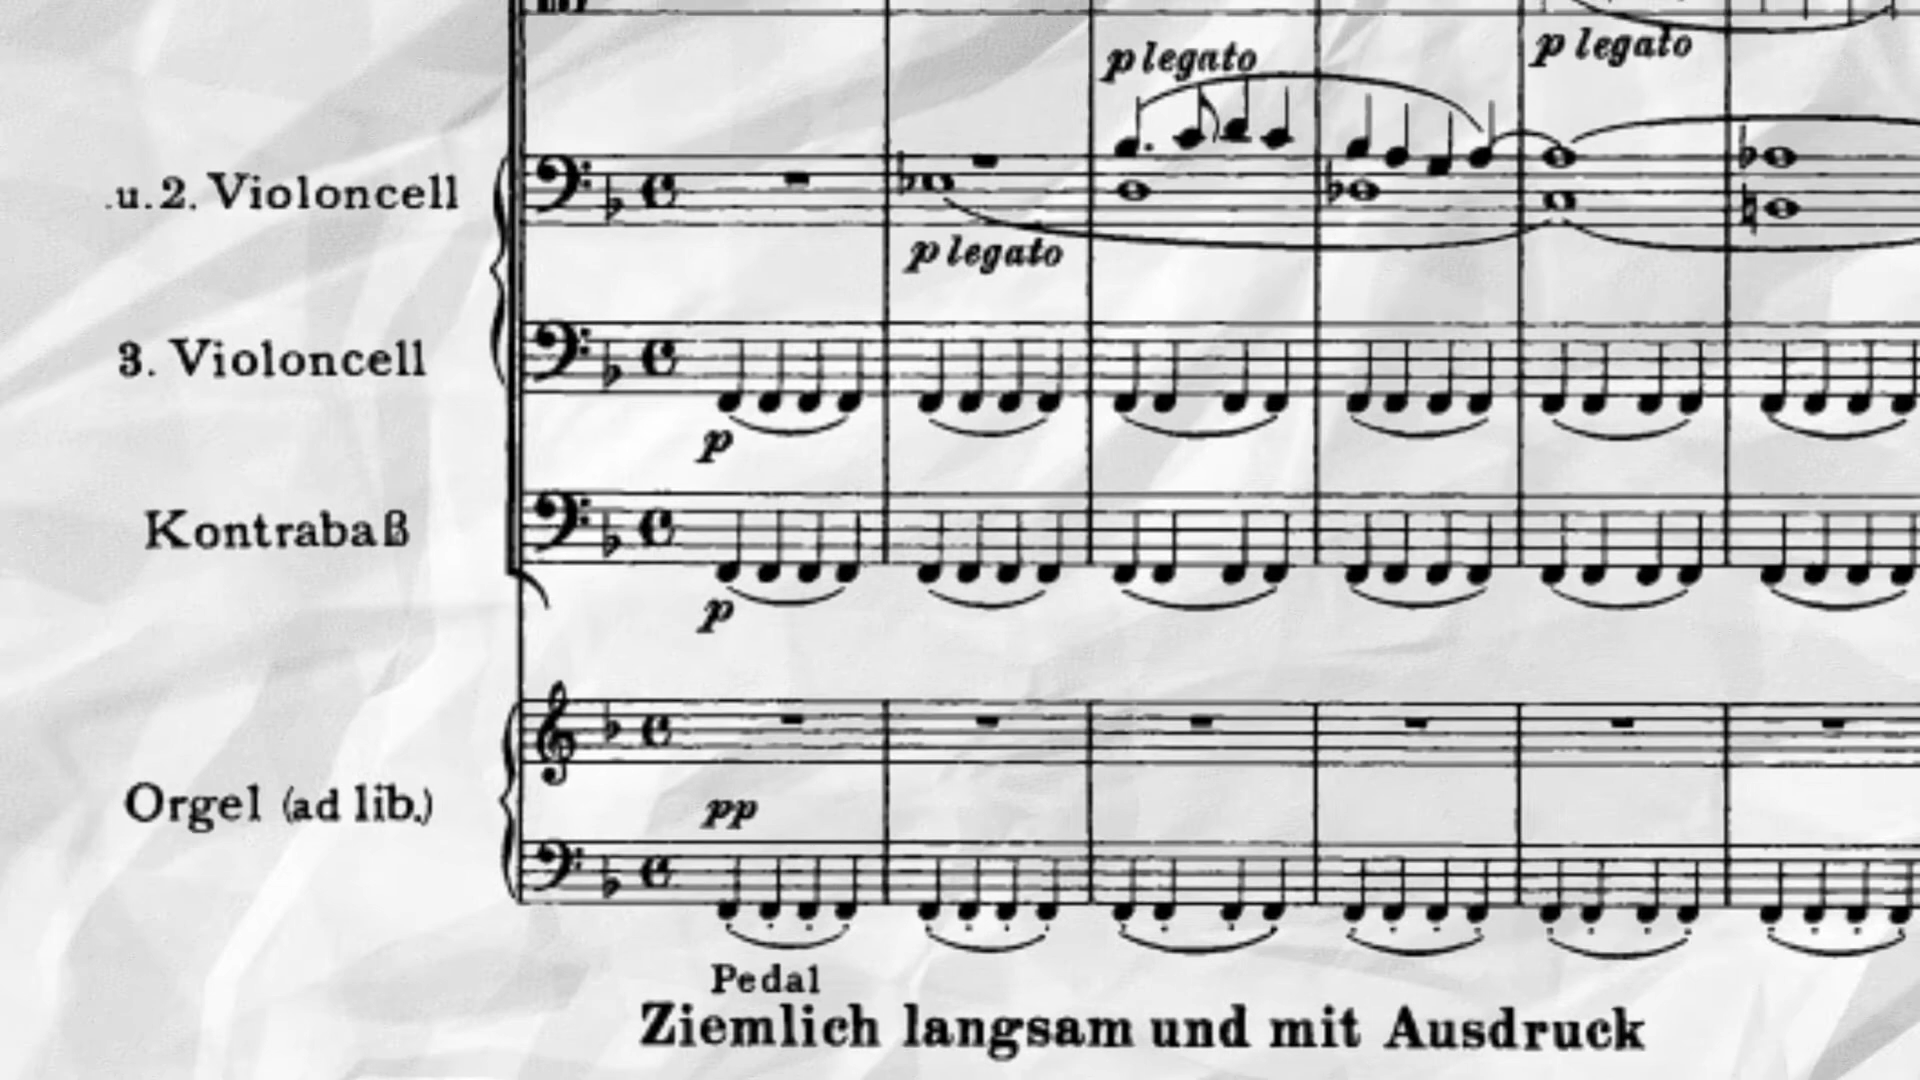 p legato
p legato
.u. 2. Violoncell
p legato
3. Violoncell
p
Kontrabaß
p
Orgel (ad lib.)
pp
Pedal
Ziemlich langsam und mit Ausdruck